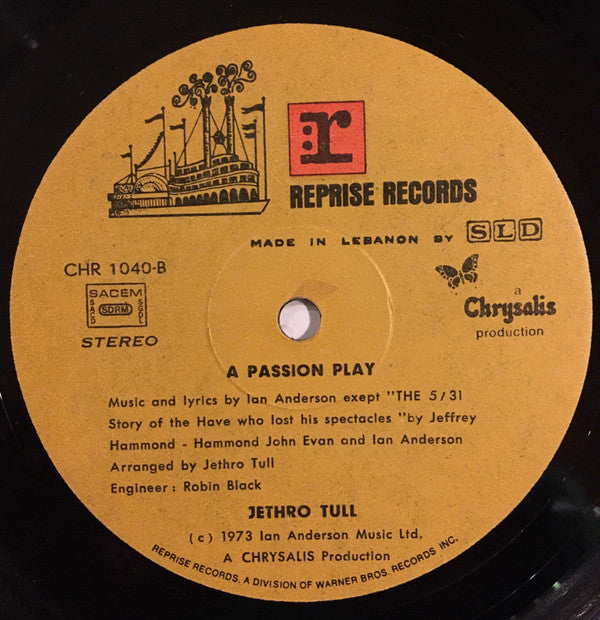 r
REPRISE RECORDS
MADE IN LEBANON BY SLD
CHR 1040-B
SACEM
SACD SDRM SGDL
STEREO
a
Chrysalis
production
A PASSION PLAY
Music and lyrics by Ian Anderson exept "THE 5/31
Story of the Have who lost his spectacles "by Jeffrey
Hammond - Hammond John Evan and Ian Anderson
Arranged by Jethro Tull
Engineer : Robin Black
JETHRO TULL
(c) 1973 Ian Anderson Music Ltd.
A CHRYSALIS Production
REPRISE RECORDS, A DIVISION OF WARNER BROS. RECORDS INC.